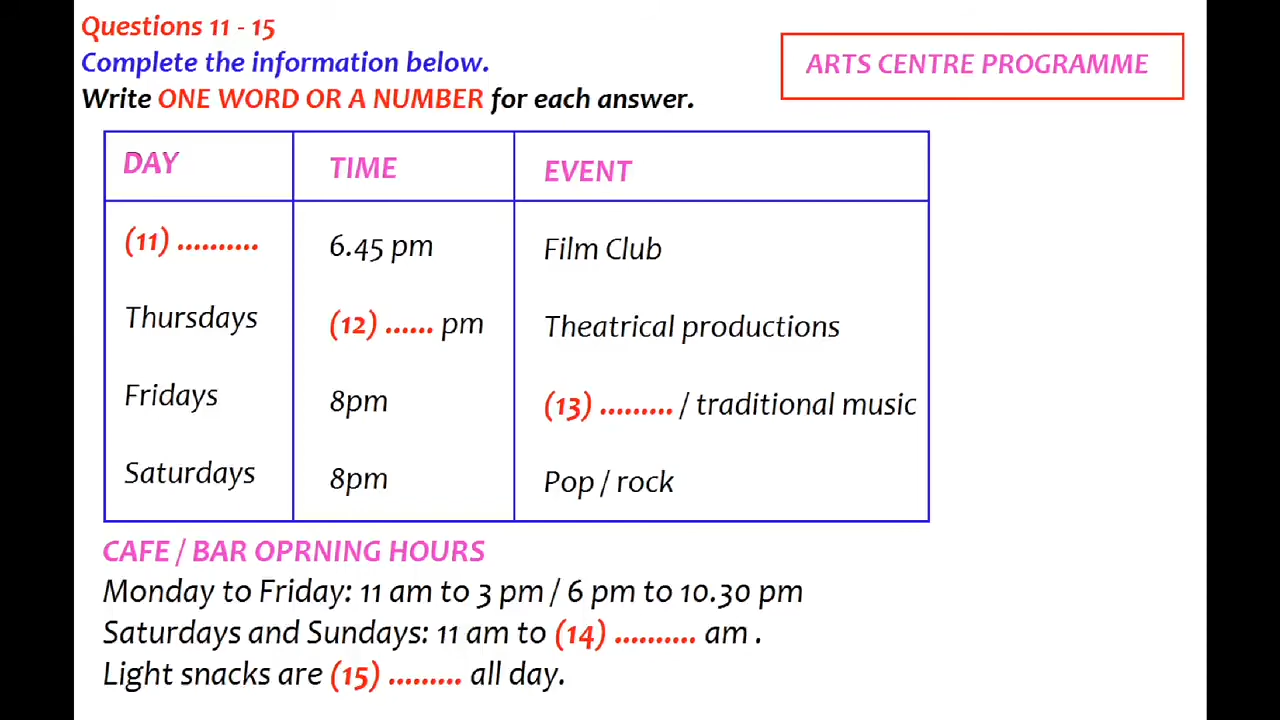 Questions 11 - 15
Complete the information below.
Write ONE WORD OR A NUMBER for each answer.
ARTS CENTRE PROGRAMME
DAY TIME EVENT
(11) .......... 6.45 pm Film Club
Thursdays (12) ...... pm Theatrical productions
Fridays 8pm (13) ......... / traditional music
Saturdays 8pm Pop / rock
CAFE / BAR OPRNING HOURS
Monday to Friday: 11 am to 3 pm / 6 pm to 10.30 pm
Saturdays and Sundays: 11 am to (14) .......... am .
Light snacks are (15) ......... all day.